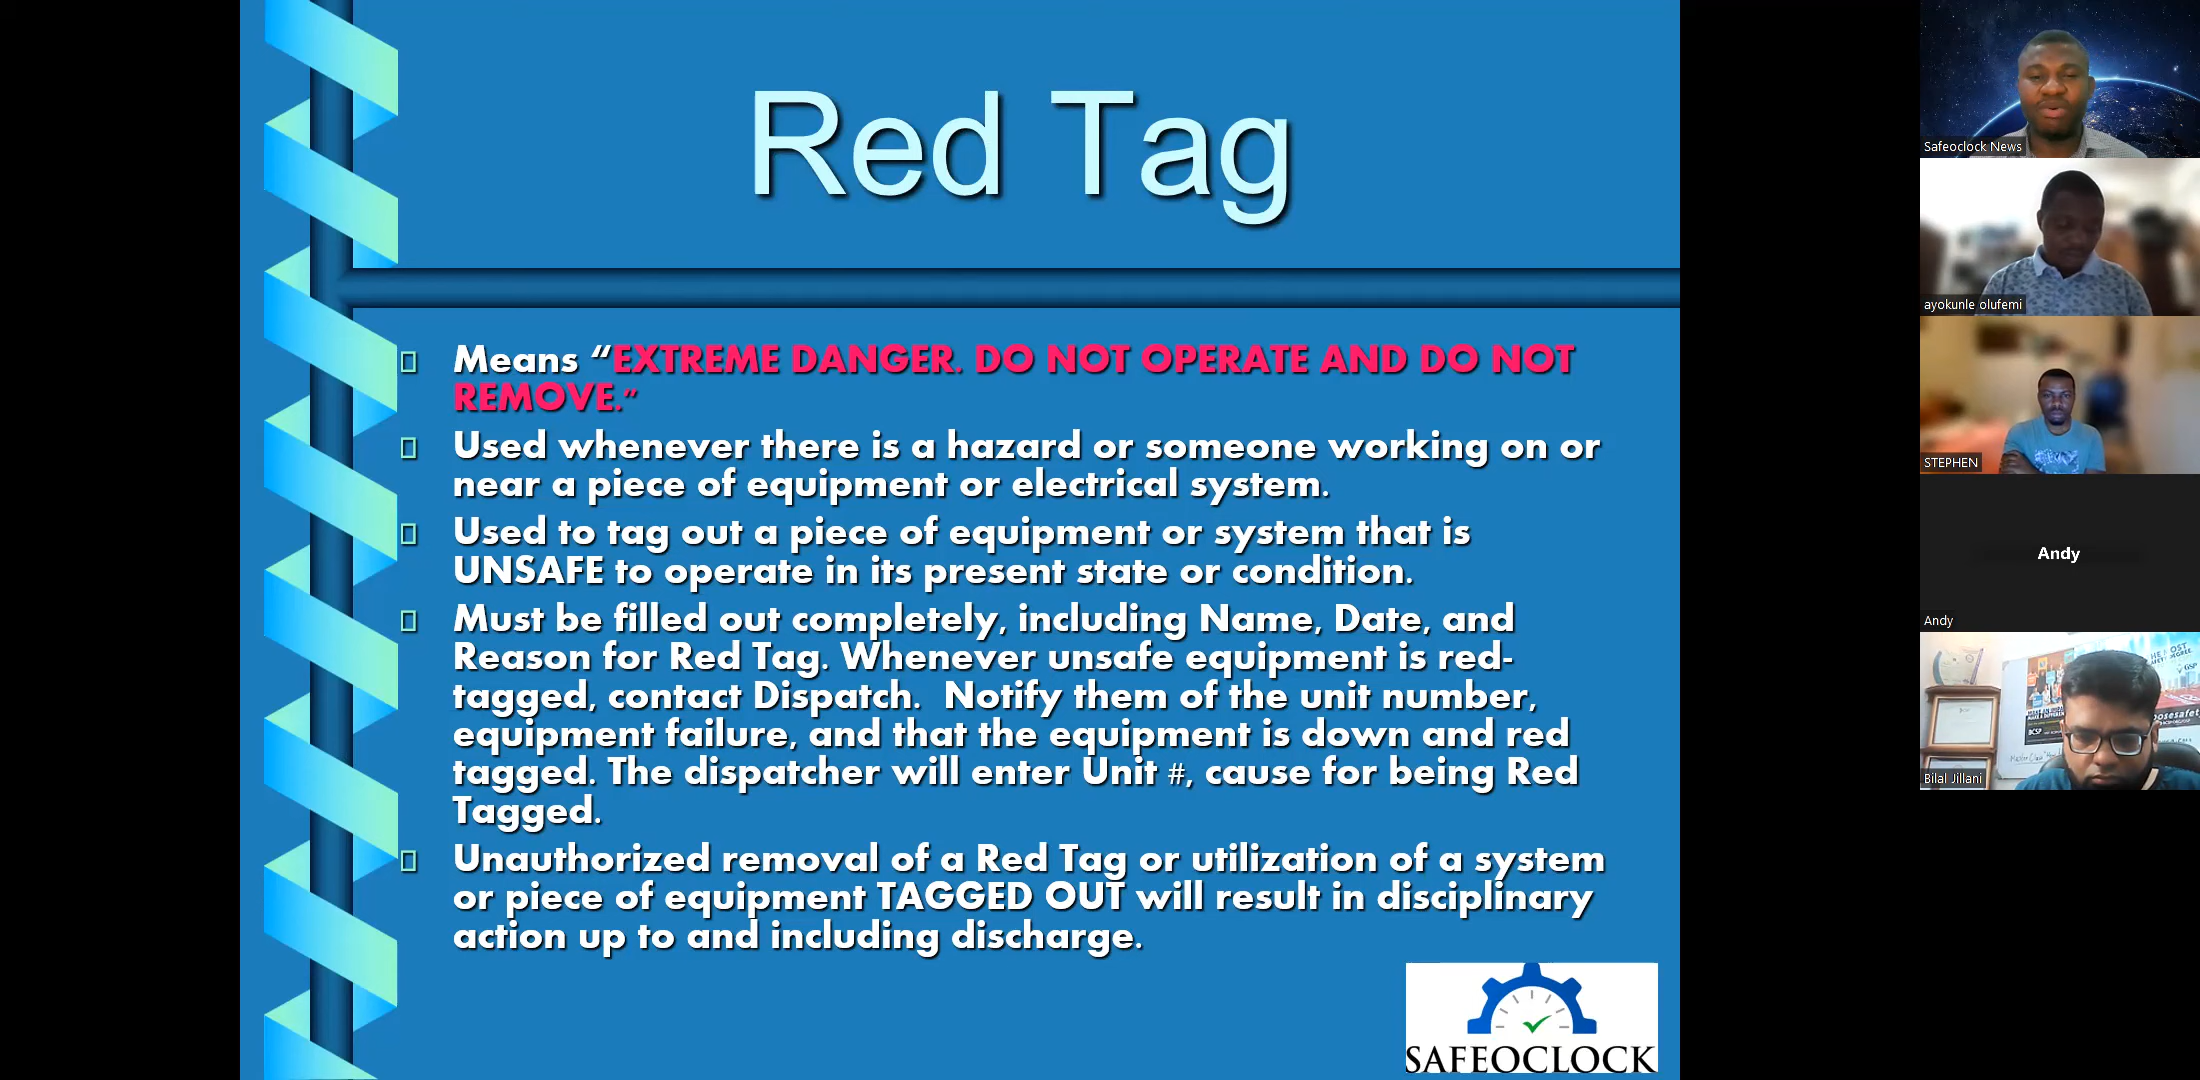 Red Tag
Means “EXTREME DANGER. DO NOT OPERATE AND DO NOT
REMOVE.”
Used whenever there is a hazard or someone working on or
near a piece of equipment or electrical system.
Used to tag out a piece of equipment or system that is
UNSAFE to operate in its present state or condition.
Must be filled out completely, including Name, Date, and
Reason for Red Tag. Whenever unsafe equipment is red-
tagged, contact Dispatch. Notify them of the unit number,
equipment failure, and that the equipment is down and red
tagged. The dispatcher will enter Unit #, cause for being Red
Tagged.
Unauthorized removal of a Red Tag or utilization of a system
or piece of equipment TAGGED OUT will result in disciplinary
action up to and including discharge.
SAFEOCLOCK
Safeoclock News
ayokunle olufemi
STEPHEN
Andy
Andy
GSP
BCSP
Bilal Jillani